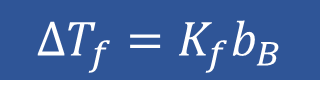 ΔT_f = K_f b_B